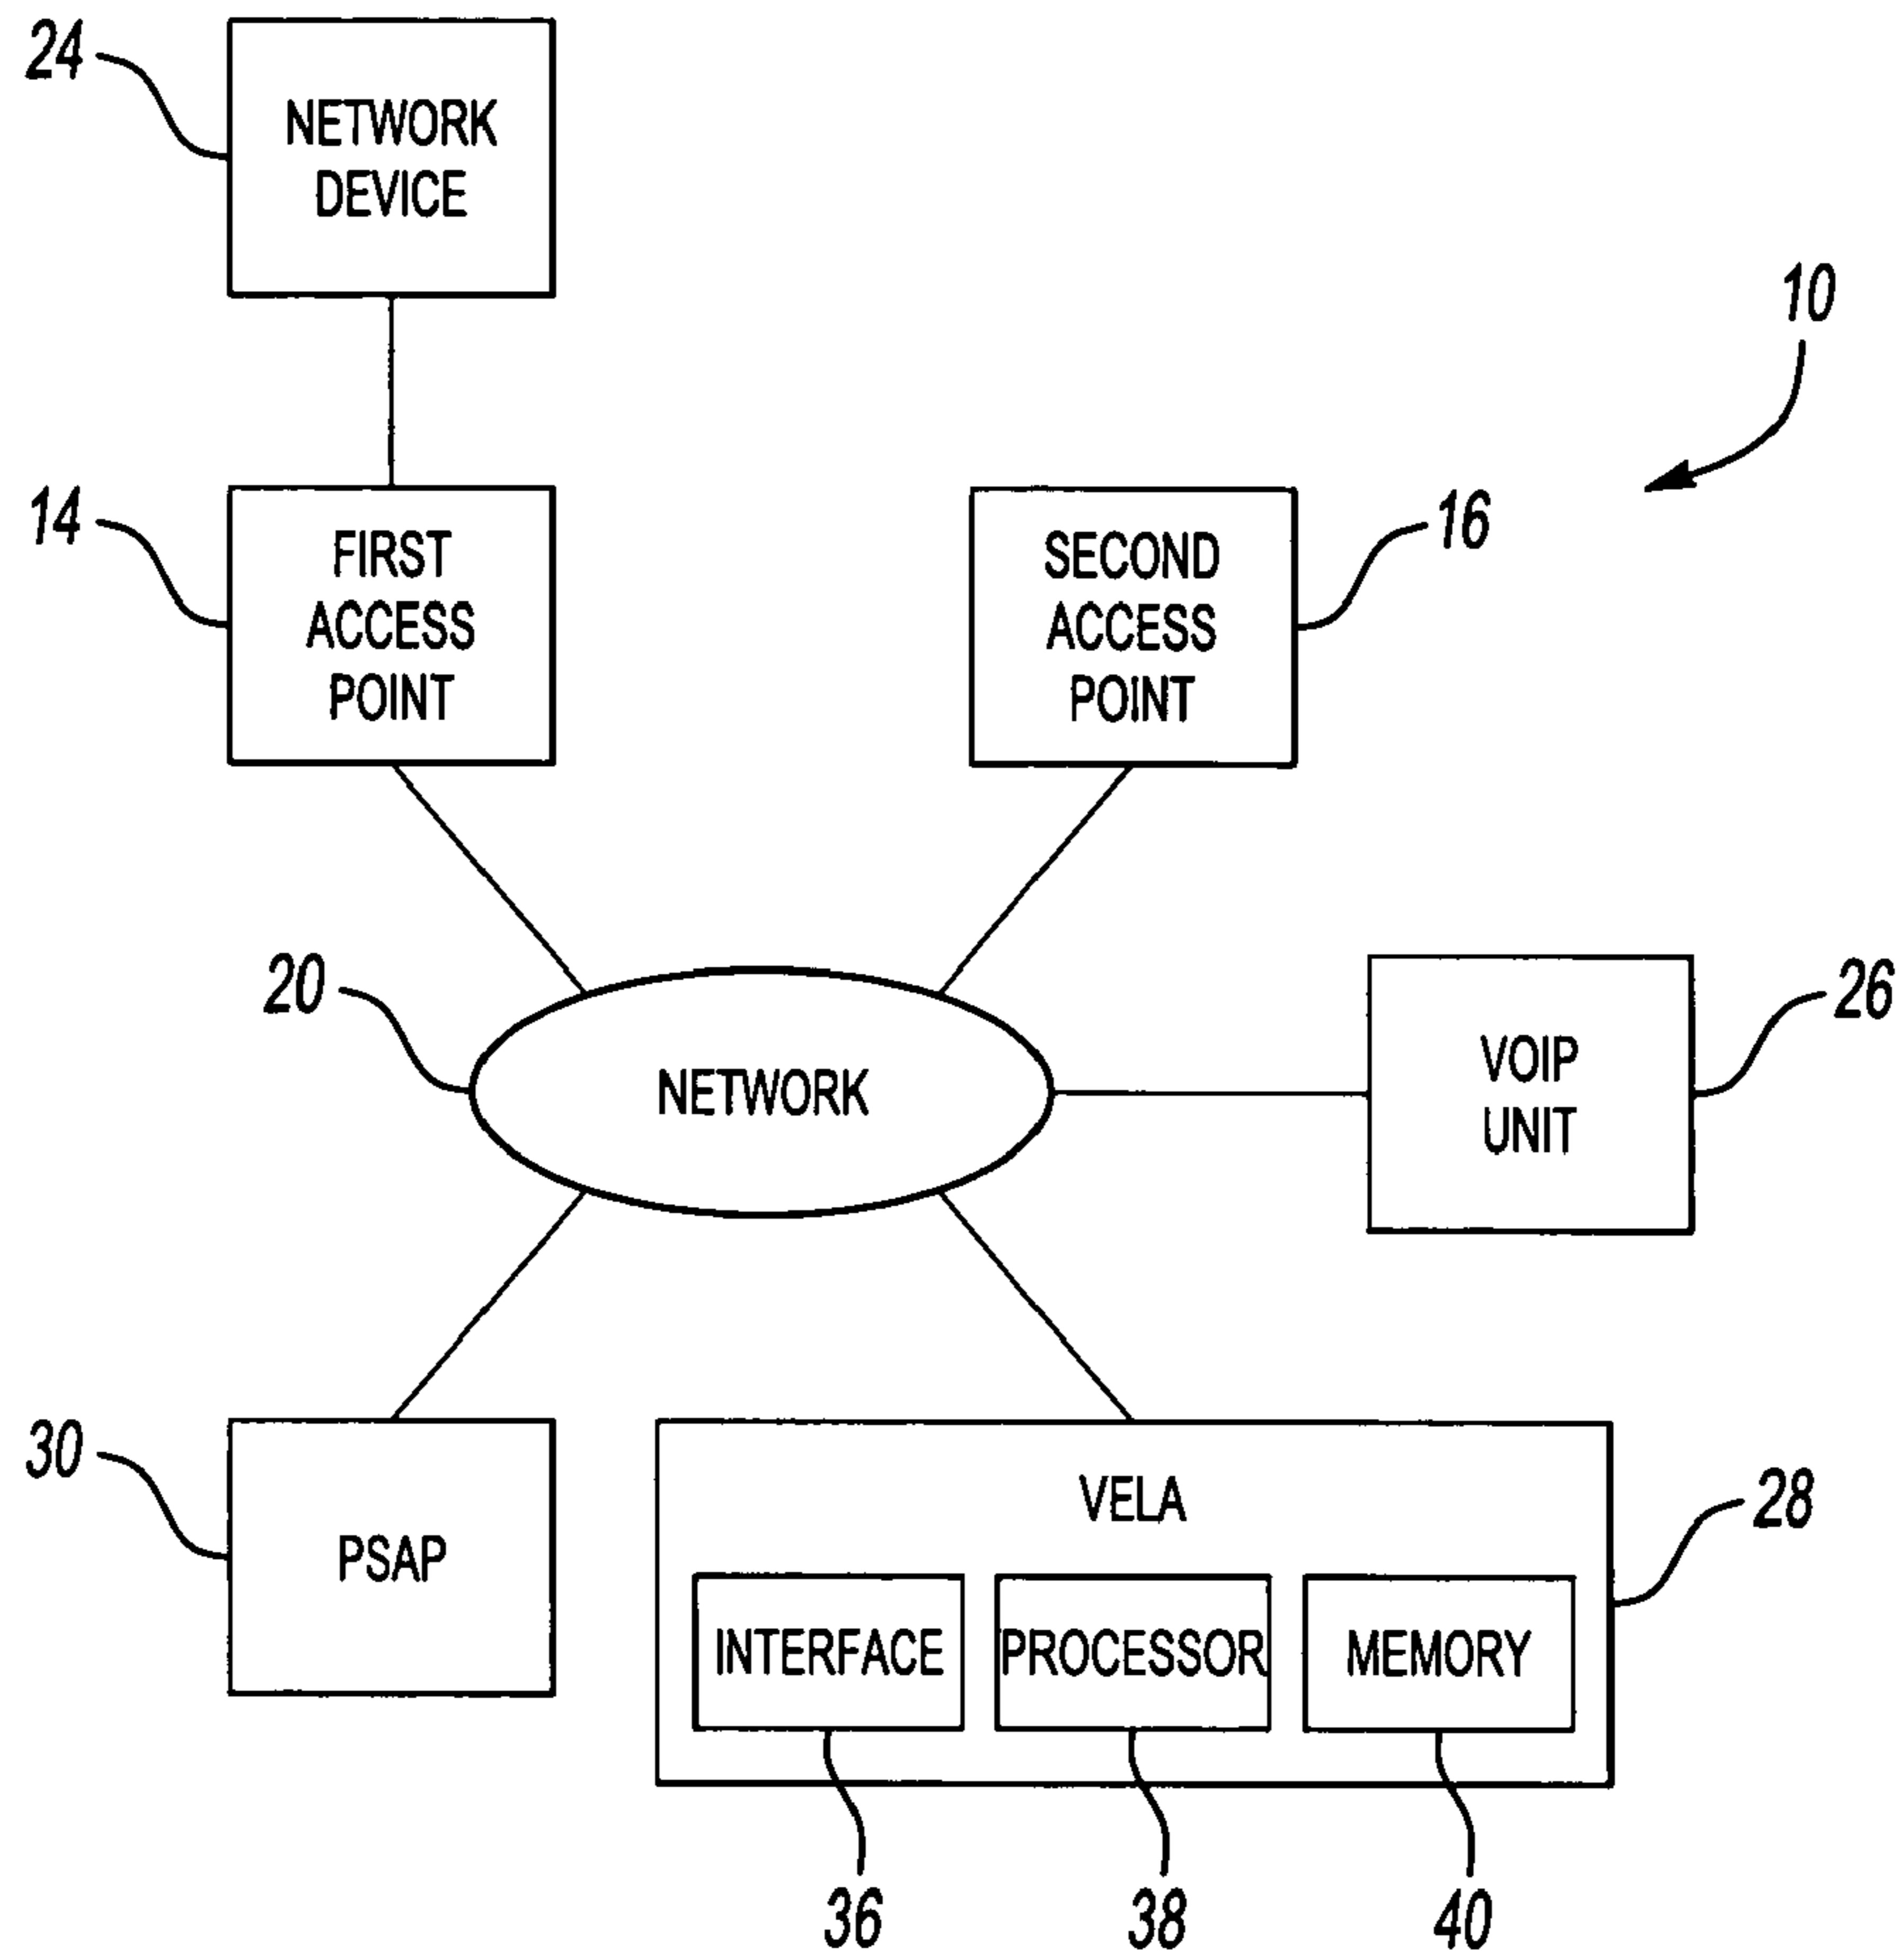 24
NETWORK
DEVICE
10
14
FIRST
ACCESS
POINT
SECOND
ACCESS
POINT
16
20
NETWORK
VOIP
UNIT
26
30
PSAP
VELA
28
INTERFACE
PROCESSOR
MEMORY
36
38
40